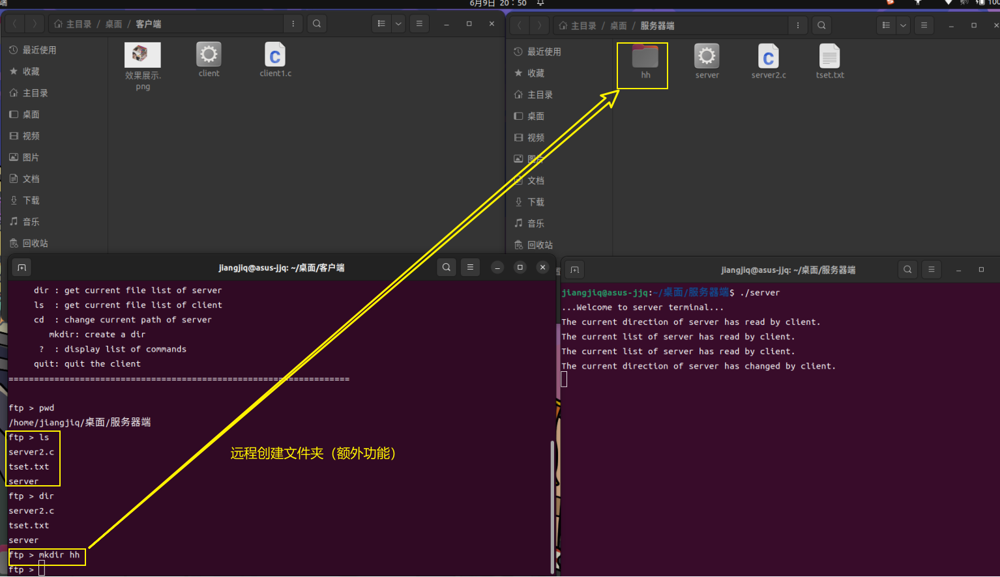 端
6月9日 20：50
100
主目录 / 桌面 / 客户端
最近使用
收藏
主目录
桌面
视频
图片
文档
下载
音乐
回收站
效果展示.
png
client
client1.c
主目录 / 桌面 / 服务器端
最近使用
收藏
主目录
桌面
视频
图片
文档
下载
音乐
回收站
hh
server
server2.c
tset.txt
jiangjiq@asus-jjq: ~/桌面/客户端
dir : get current file list of server
ls  : get current file list of client
cd  : change current path of server
mkdir: create a dir
?  : display list of commands
quit: quit the client
===================================================================
ftp > pwd
/home/jiangjiq/桌面/服务器端
ftp > ls
server2.c
tset.txt
server
ftp > dir
server2.c
tset.txt
server
ftp > mkdir hh
ftp >
远程创建文件夹（额外功能）
jiangjiq@asus-jjq: ~/桌面/服务器端
jiangjiq@asus-jjq:~/桌面/服务器端$ ./server
...Welcome to server terminal...
The current direction of server has read by client.
The current list of server has read by client.
The current list of server has read by client.
The current direction of server has changed by client.